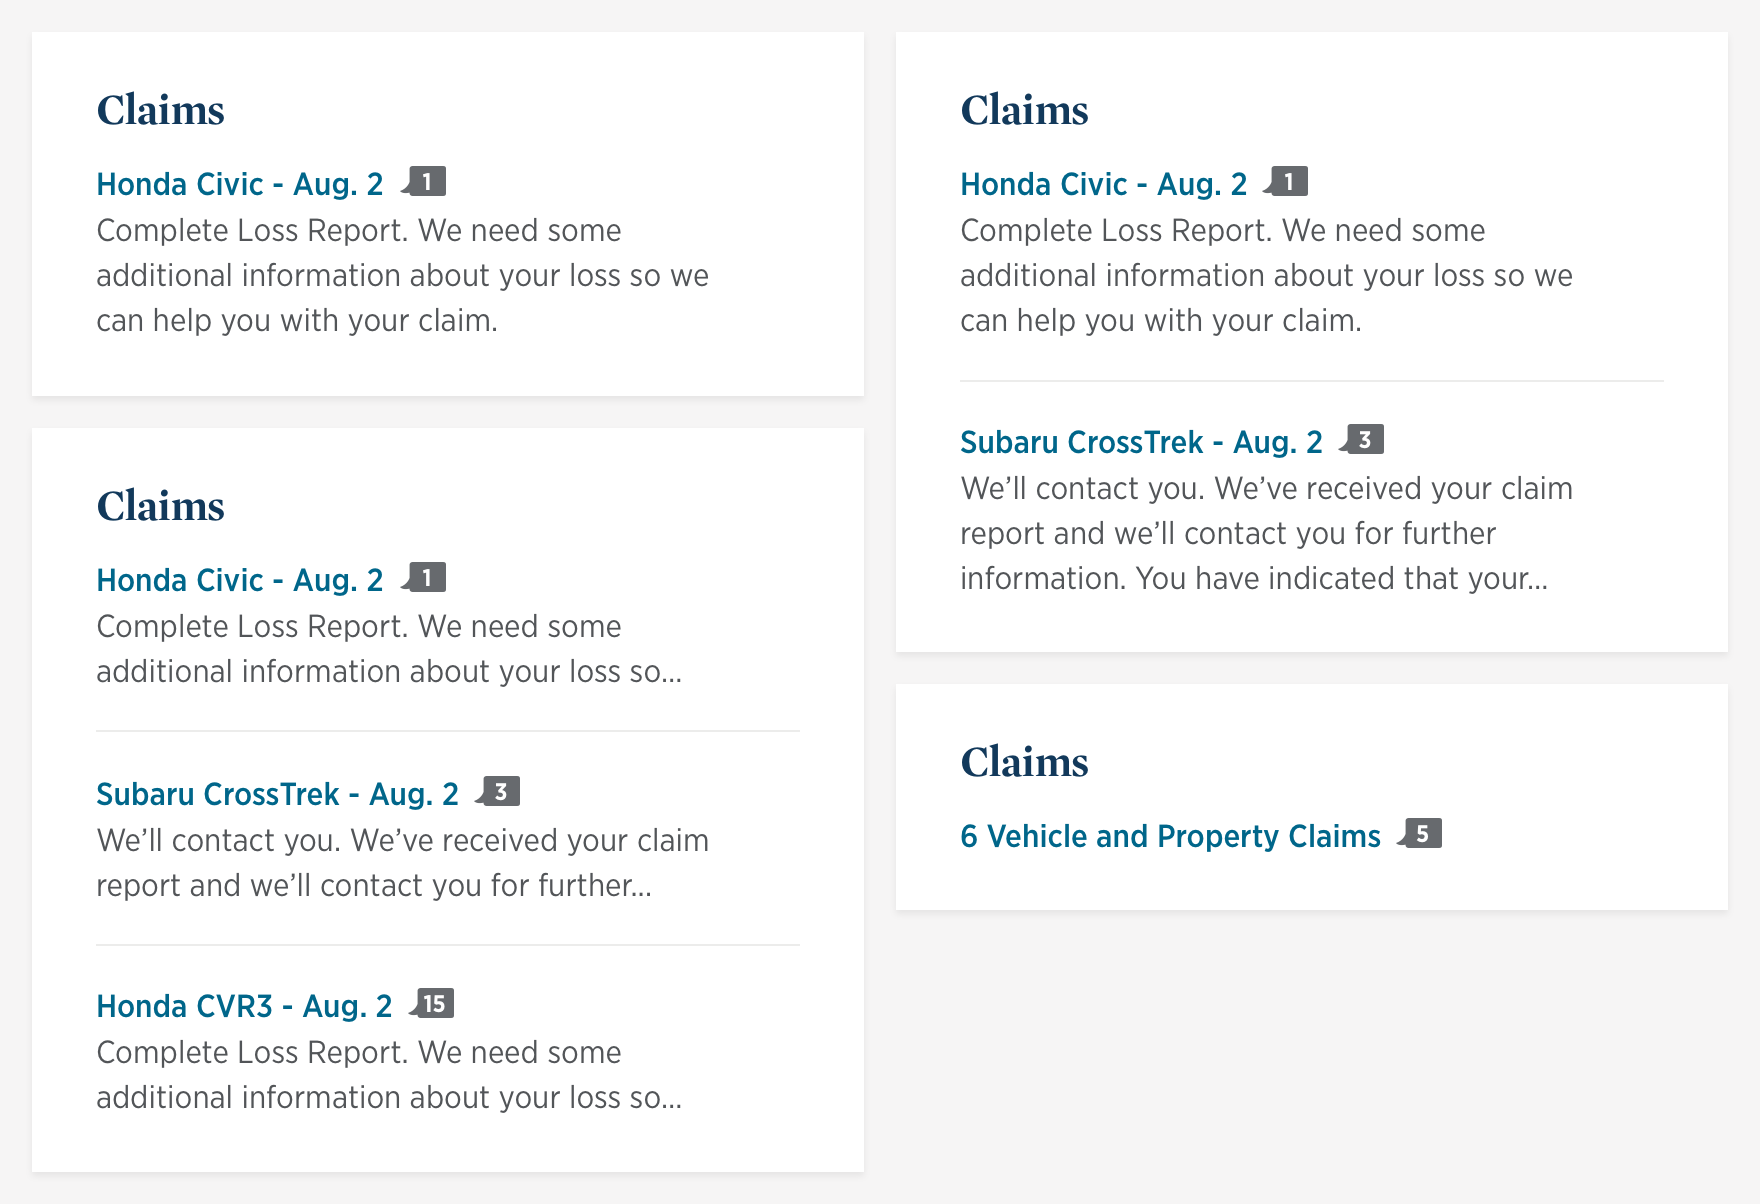 Claims
Honda Civic - Aug. 2 1
Complete Loss Report. We need some
additional information about your loss so we
can help you with your claim.
Claims
Honda Civic - Aug. 2 1
Complete Loss Report. We need some
additional information about your loss so...
Subaru CrossTrek - Aug. 2 3
We’ll contact you. We’ve received your claim
report and we’ll contact you for further...
Honda CVR3 - Aug. 2 15
Complete Loss Report. We need some
additional information about your loss so...
Claims
Honda Civic - Aug. 2 1
Complete Loss Report. We need some
additional information about your loss so we
can help you with your claim.
Subaru CrossTrek - Aug. 2 3
We’ll contact you. We’ve received your claim
report and we’ll contact you for further
information. You have indicated that your...
Claims
6 Vehicle and Property Claims 5